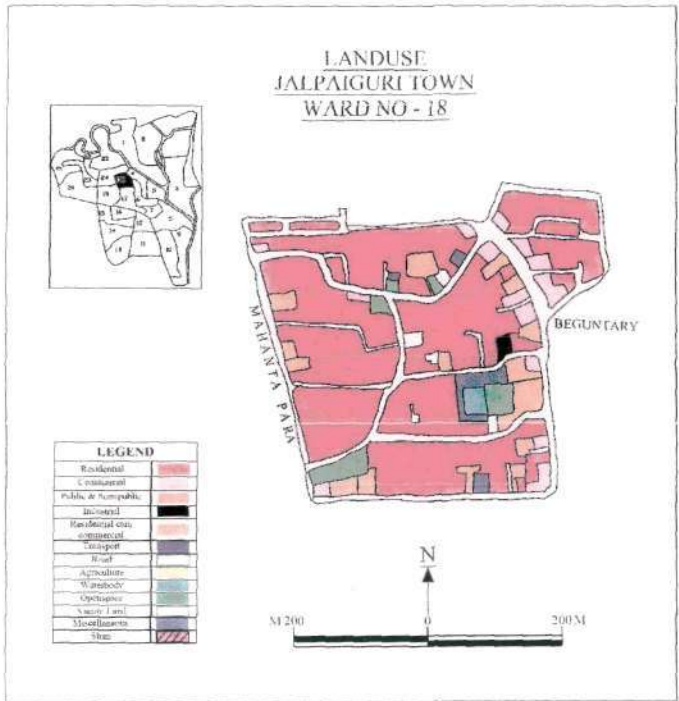 LANDUSE
JALPAIGURI TOWN
WARD NO - 18
BEGUNTARY
MAHANTA PARA
LEGEND
Residential
Commercial
Public & Semipublic
Industrial
Residential cum
commercial
Transport
Road
Agriculture
Waterbody
Openspace
Vacant Land
Miscellaneous
Slum
N
M 200
0
200 M